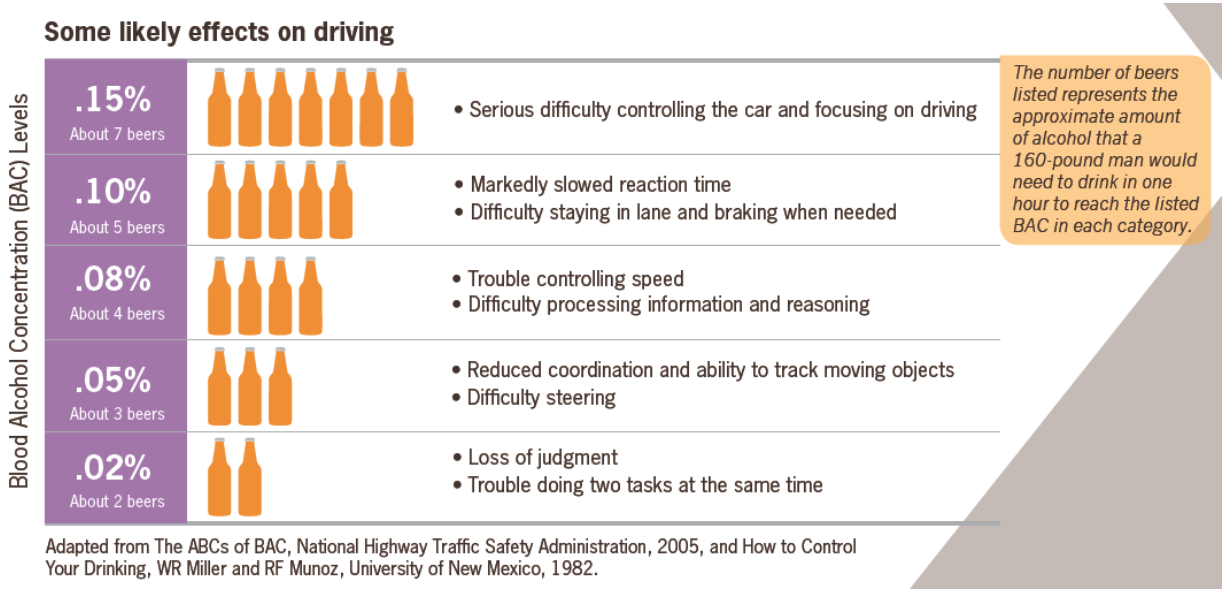 Some likely effects on driving
Blood Alcohol Concentration (BAC) Levels
.15%
About 7 beers
• Serious difficulty controlling the car and focusing on driving
.10%
About 5 beers
• Markedly slowed reaction time
• Difficulty staying in lane and braking when needed
.08%
About 4 beers
• Trouble controlling speed
• Difficulty processing information and reasoning
.05%
About 3 beers
• Reduced coordination and ability to track moving objects
• Difficulty steering
.02%
About 2 beers
• Loss of judgment
• Trouble doing two tasks at the same time
The number of beers
listed represents the
approximate amount
of alcohol that a
160-pound man would
need to drink in one
hour to reach the listed
BAC in each category.
Adapted from The ABCs of BAC, National Highway Traffic Safety Administration, 2005, and How to Control
Your Drinking, WR Miller and RF Munoz, University of New Mexico, 1982.